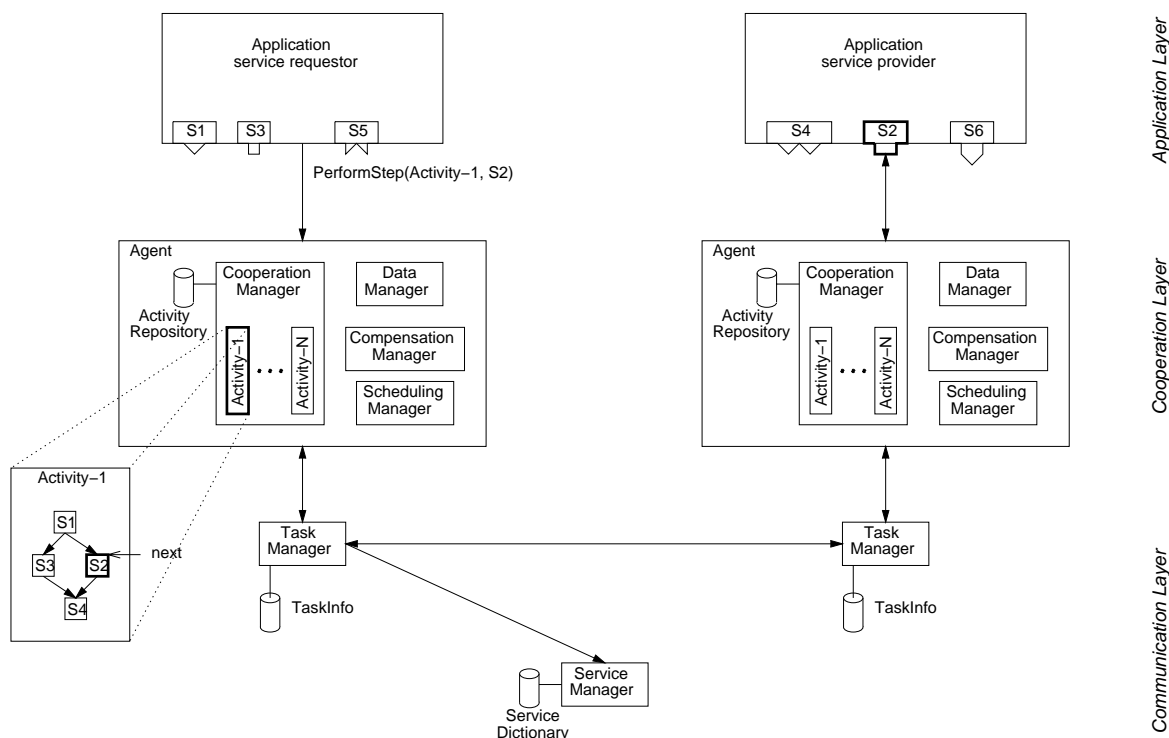 Application
service requestor
S1
S3
S5
PerformStep(Activity−1, S2)
Application
service provider
S4
S2
S6
Application Layer
Agent
Cooperation
Manager
Activity
Repository
Activity−1
Activity−N
Data
Manager
Compensation
Manager
Scheduling
Manager
Agent
Cooperation
Manager
Activity
Repository
Activity−1
Activity−N
Data
Manager
Compensation
Manager
Scheduling
Manager
Cooperation Layer
Activity−1
S1
S3
S2
S4
next
Task
Manager
TaskInfo
Task
Manager
TaskInfo
Service
Manager
Service
Dictionary
Communication Layer